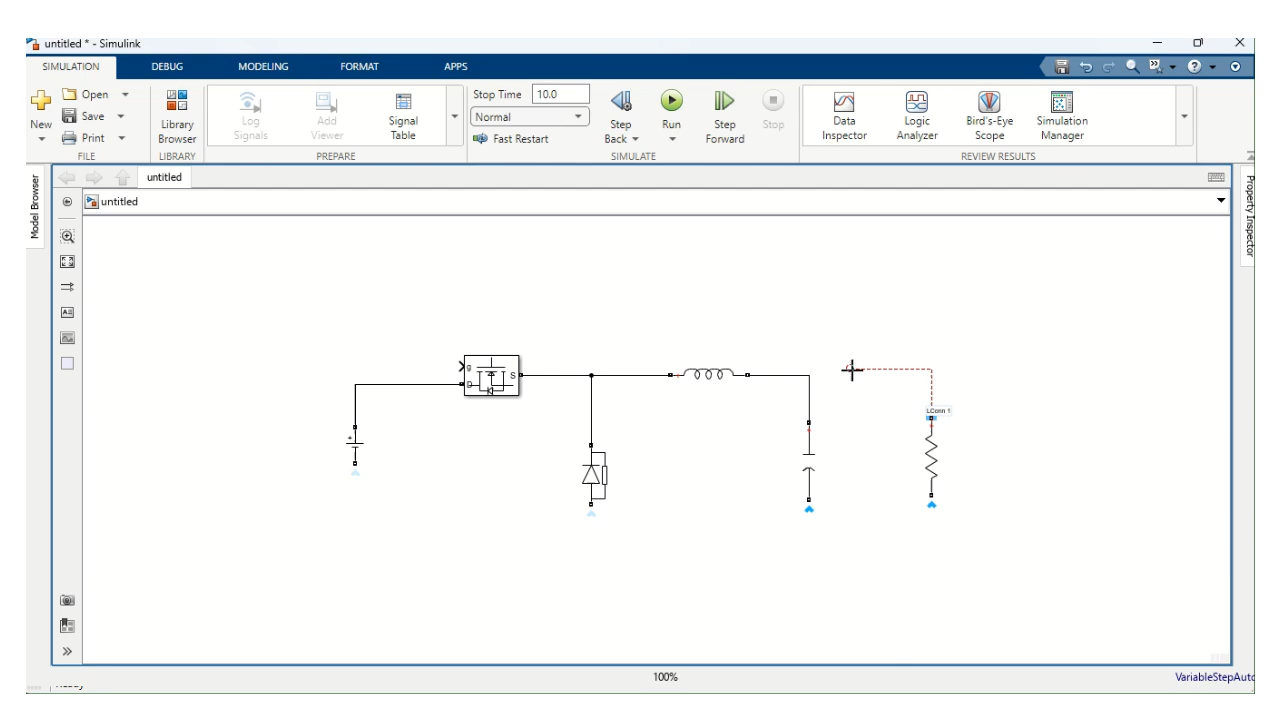 untitled * - Simulink
SIMULATION DEBUG MODELING FORMAT APPS
New
Open
Save
Print
FILE
Library Browser
LIBRARY
Log Signals
Add Viewer
Signal Table
PREPARE
Stop Time 10.0
Normal
Fast Restart
Step Back
Run
Step Forward
Stop
SIMULATE
Data Inspector
Logic Analyzer
Bird's-Eye Scope
Simulation Manager
REVIEW RESULTS
Model Browser
untitled
untitled
Property Inspector
g
D
S
+
LConn 1
100%
VariableStepAuto